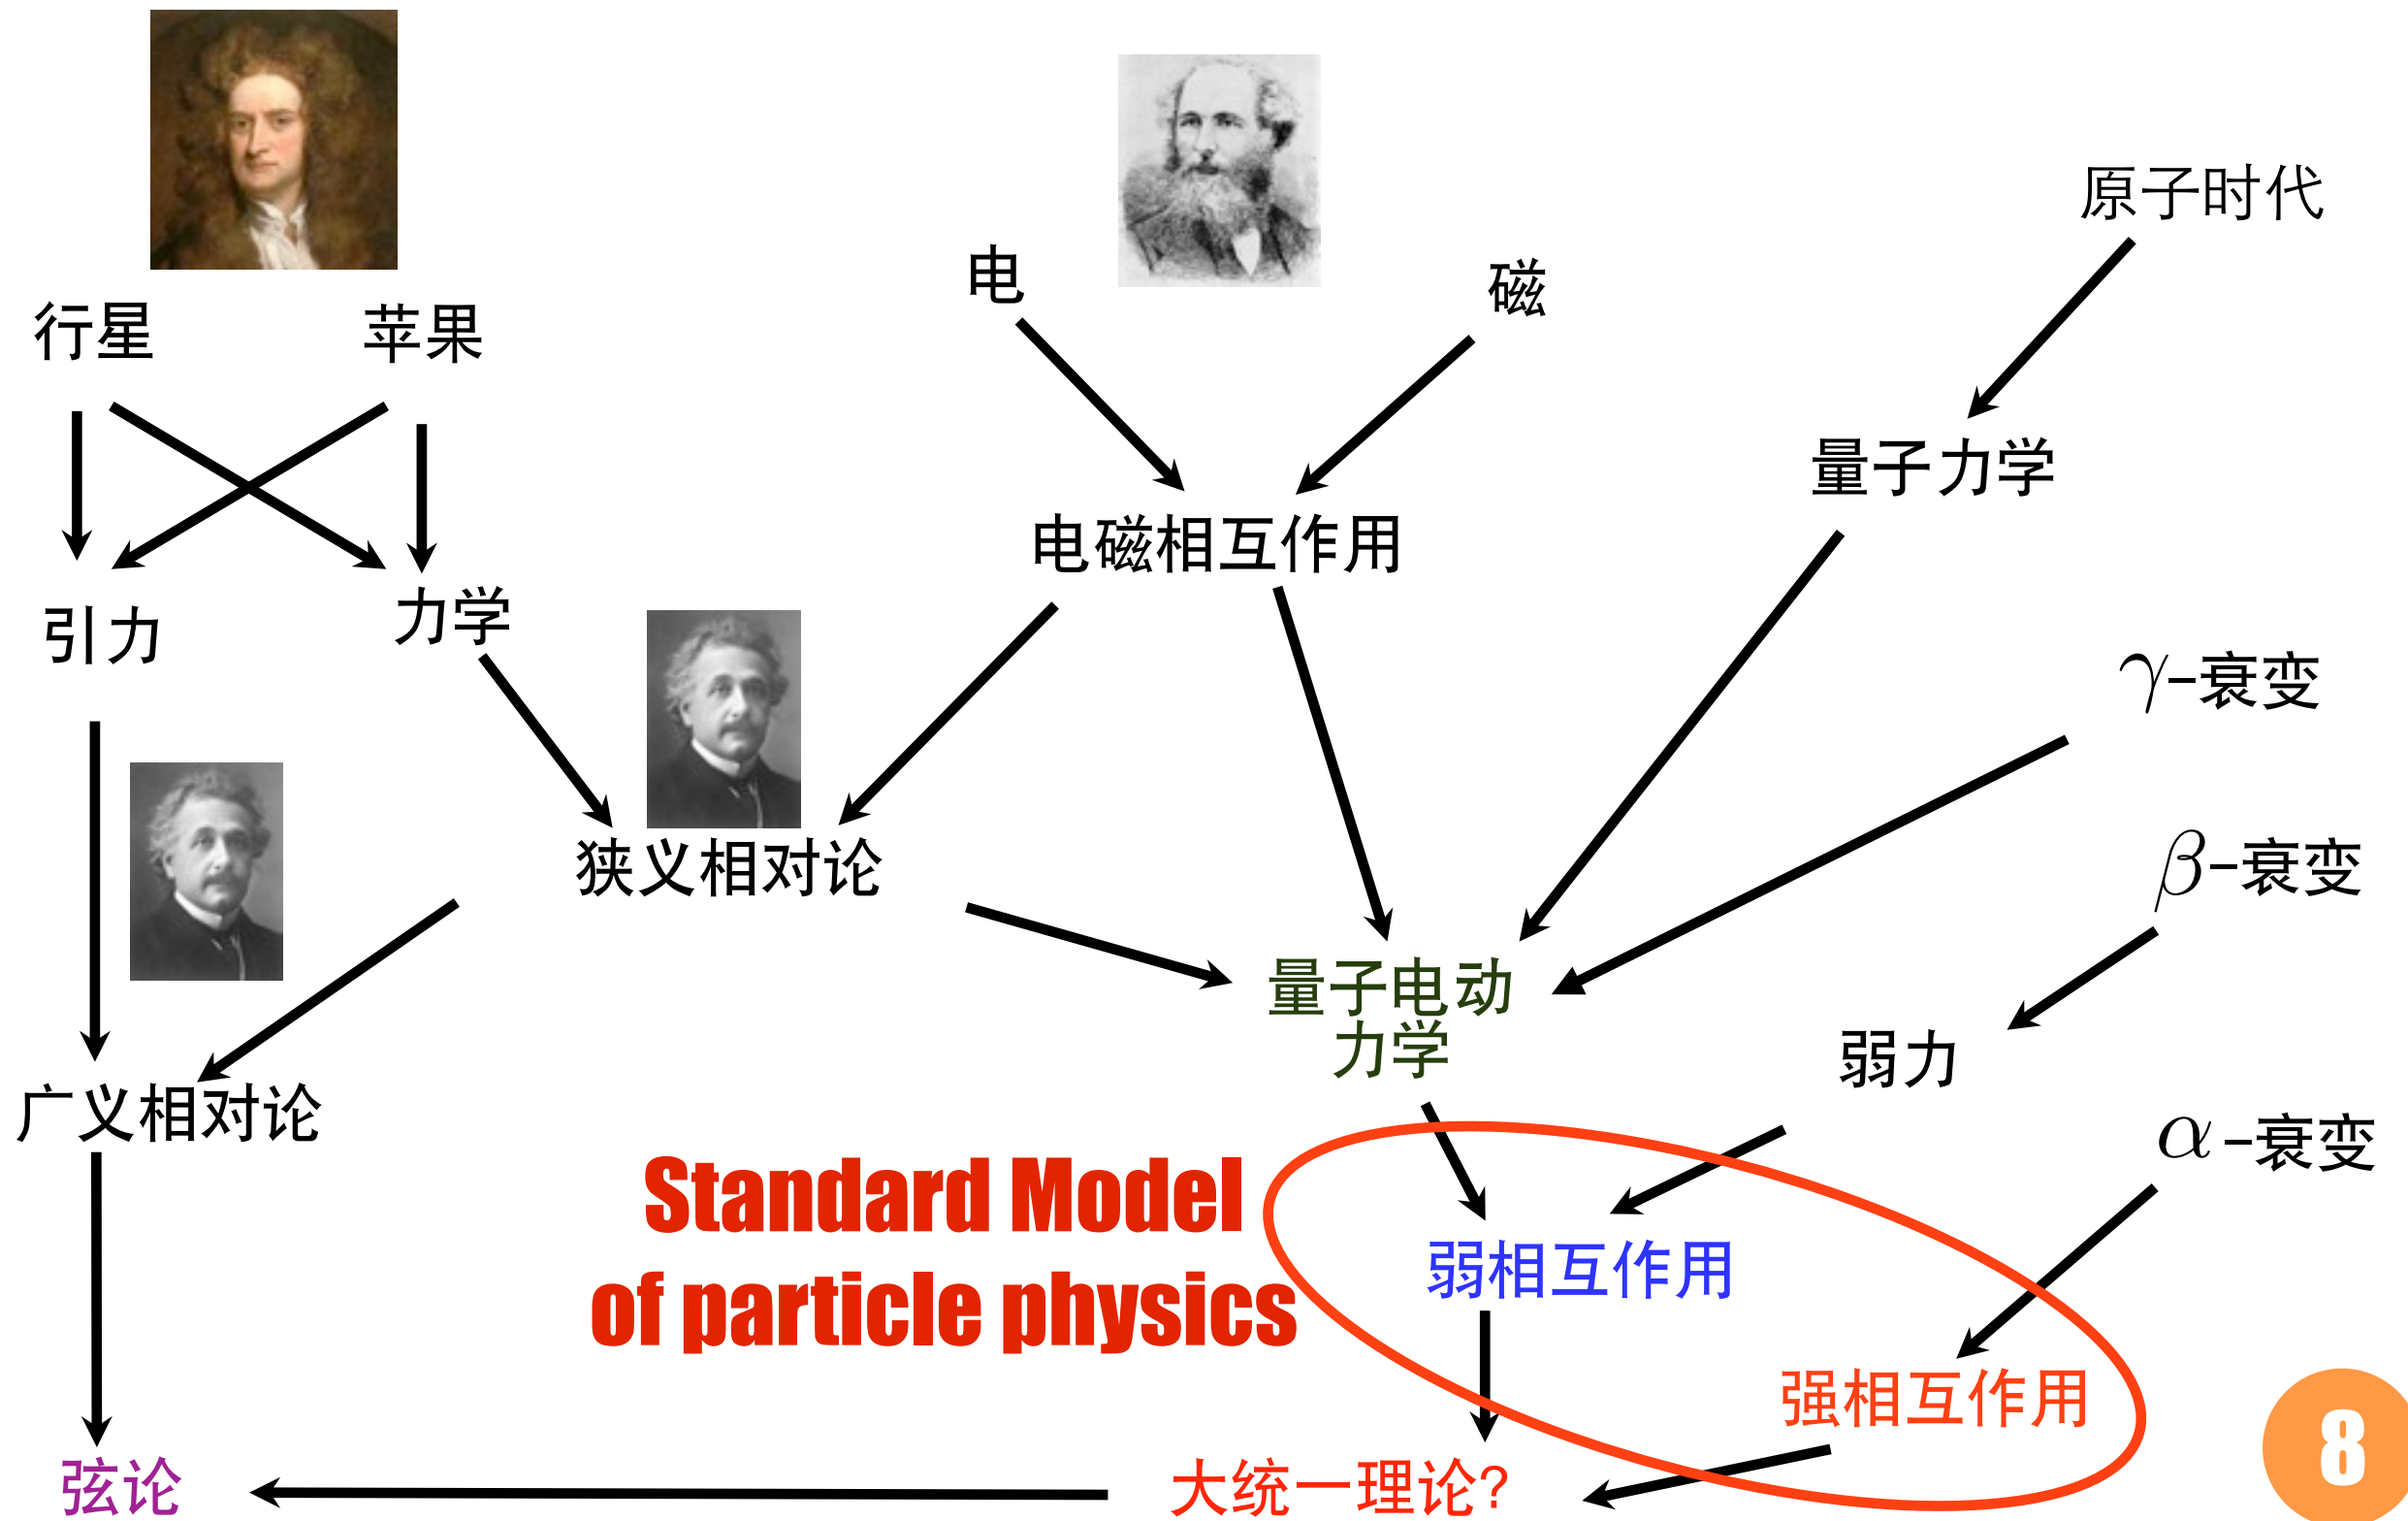 原子时代
电
磁
行星
苹果
量子力学
电磁相互作用
引力
力学
γ-衰变
狭义相对论
β-衰变
量子电动
力学
弱力
广义相对论
α-衰变
Standard Model
of particle physics
弱相互作用
强相互作用
弦论
大统一理论?
8